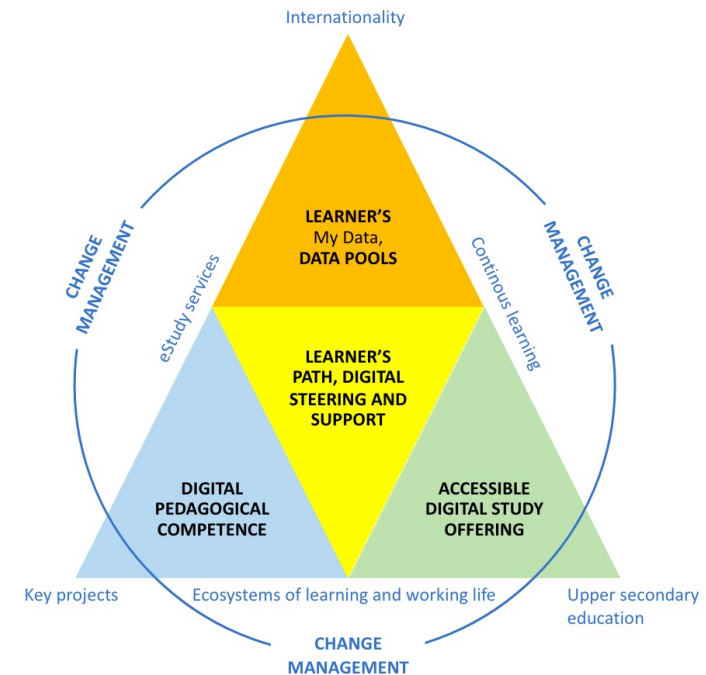 Internationality
LEARNER'S
My Data,
DATA POOLS
CHANGE
MANAGEMENT
CHANGE
MANAGEMENT
eStudy services
Continous learning
LEARNER'S
PATH, DIGITAL
STEERING AND
SUPPORT
DIGITAL
PEDAGOGICAL
COMPETENCE
ACCESSIBLE
DIGITAL STUDY
OFFERING
Key projects
Ecosystems of learning and working life
Upper secondary
education
CHANGE
MANAGEMENT